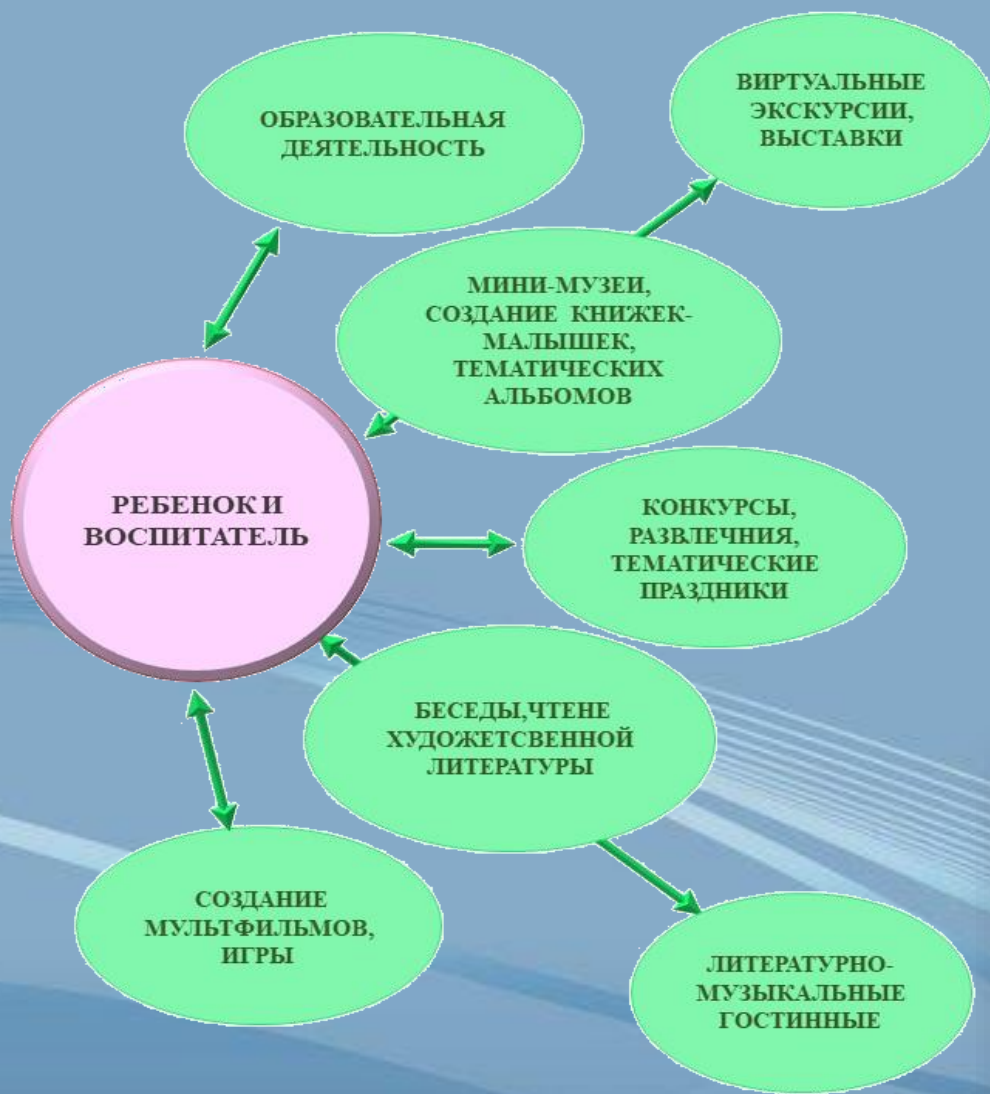 ОБРАЗОВАТЕЛЬНАЯ
ДЕЯТЕЛЬНОСТЬ
ВИРТУАЛЬНЫЕ
ЭКСКУРСИИ,
ВЫСТАВКИ
МИНИ-МУЗЕИ,
СОЗДАНИЕ КНИЖЕК-
МАЛЫШЕК,
ТЕМАТИЧЕСКИХ
АЛЬБОМОВ
РЕБЕНОК И
ВОСПИТАТЕЛЬ
КОНКУРСЫ,
РАЗВЛЕЧНИЯ,
ТЕМАТИЧЕСКИЕ
ПРАЗДНИКИ
БЕСЕДЫ,ЧТЕНЕ
ХУДОЖЕТСВЕННОЙ
ЛИТЕРАТУРЫ
СОЗДАНИЕ
МУЛЬТФИЛЬМОВ,
ИГРЫ
ЛИТЕРАТУРНО-
МУЗЫКАЛЬНЫЕ
ГОСТИННЫЕ